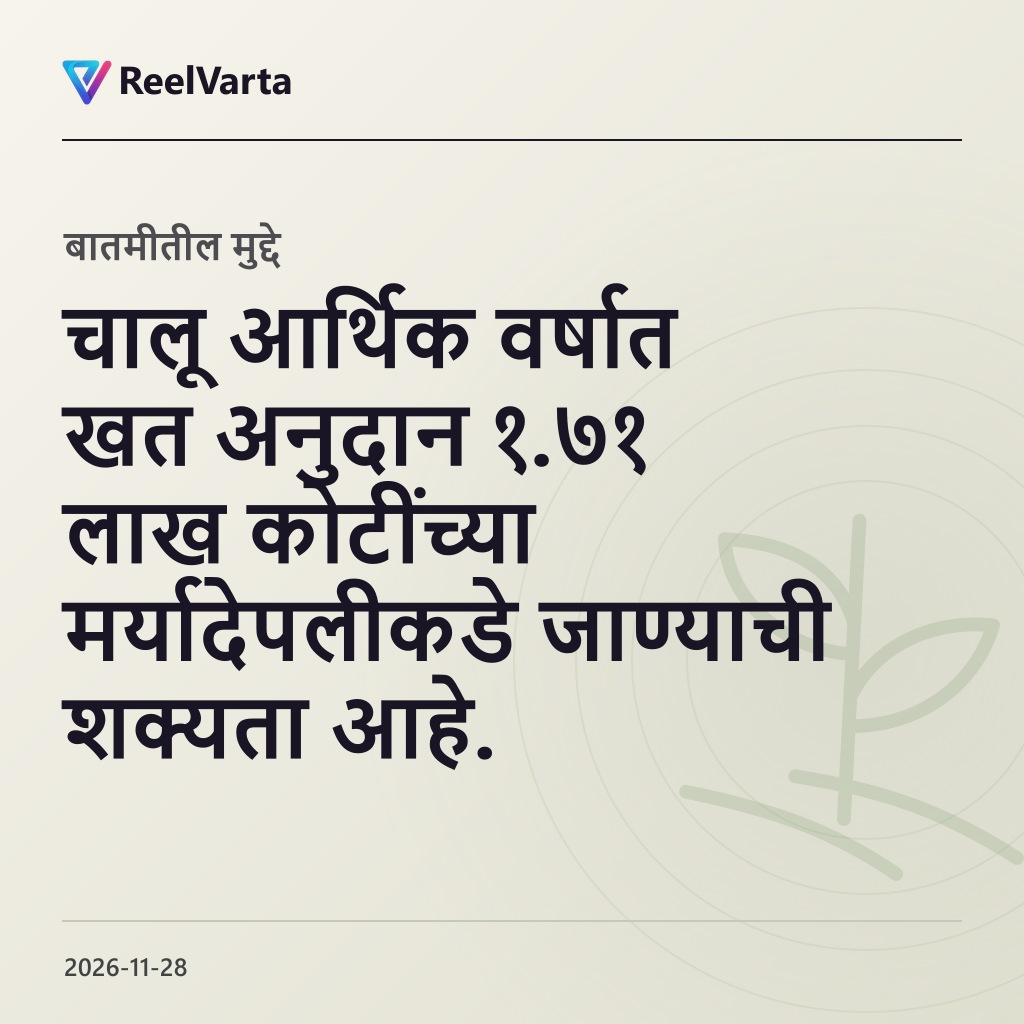 ReelVarta
बातमीतील मुद्दे
चालू आर्थिक वर्षात
खत अनुदान १.७१
लाख कोटींच्या
मर्यादेपलीकडे जाण्याची
शक्यता आहे.
2026-11-28